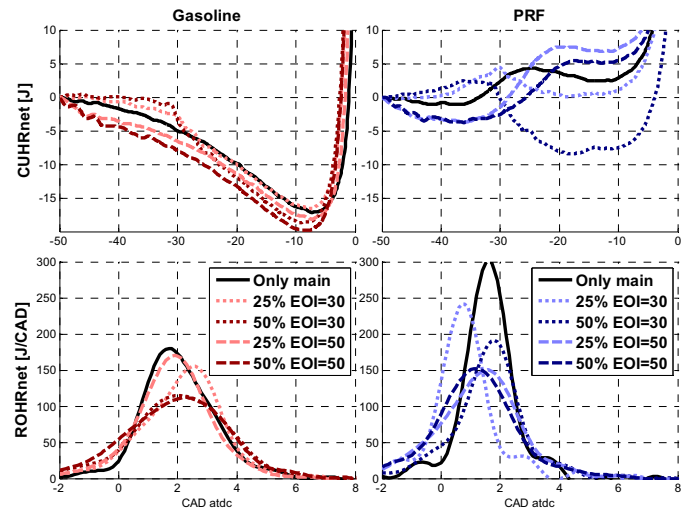 Gasoline PRF
CUHRnet [J]
10
5
0
-5
-10
-15
-50 -40 -30 -20 -10 0
10
5
0
-5
-10
-15
-50 -40 -30 -20 -10 0
ROHRnet [J/CAD]
300
250
200
150
100
50
0
-2 0 2 4 6 8
CAD atdc
Only main
25% EOI=30
50% EOI=30
25% EOI=50
50% EOI=50
300
250
200
150
100
50
0
-2 0 2 4 6 8
CAD atdc
Only main
25% EOI=30
50% EOI=30
25% EOI=50
50% EOI=50